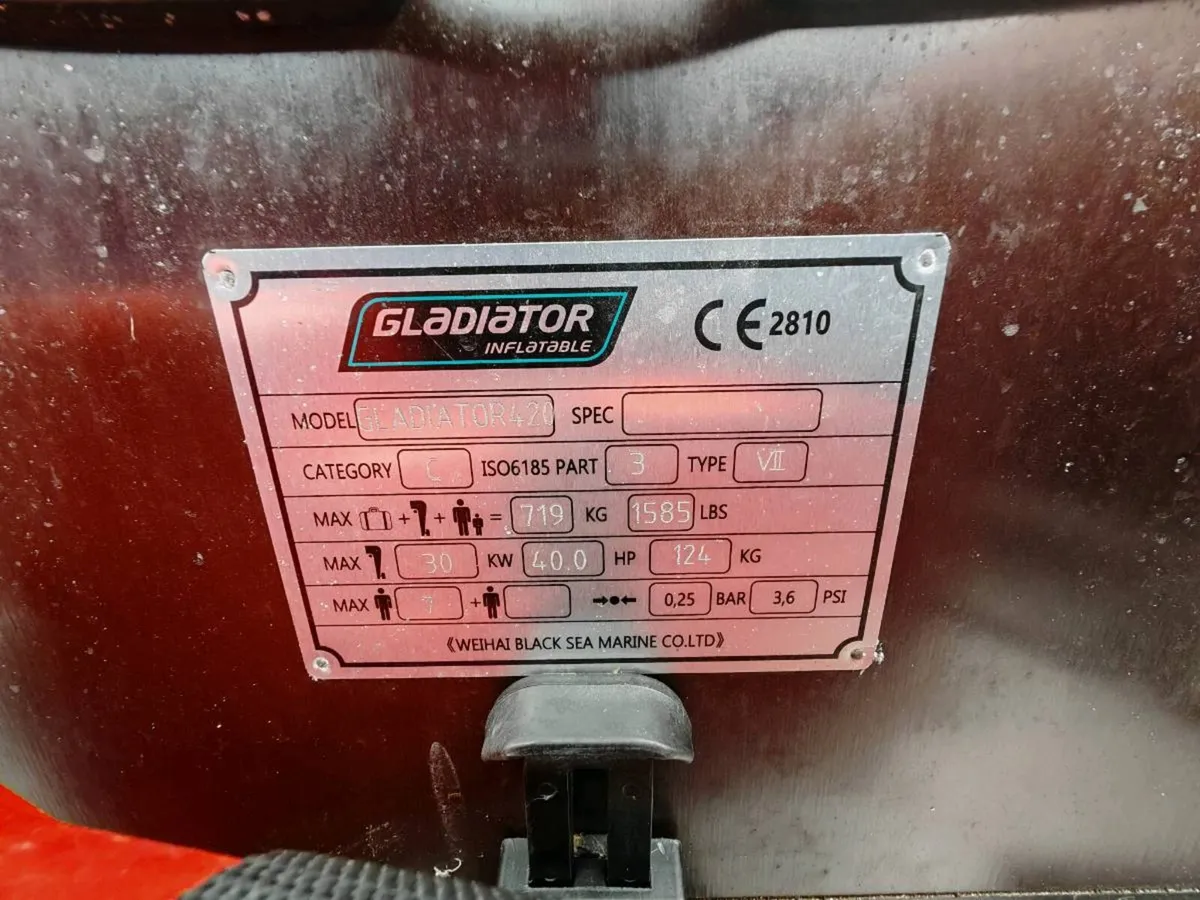 GLADIATOR
INFLATABLE
CE 2810
MODEL GLADIATOR420 SPEC
CATEGORY C ISO6185 PART 3 TYPE VII
MAX + + = 719 KG 1585 LBS
MAX 30 KW 40.0 HP 124 KG
MAX 7 + 0,25 BAR 3,6 PSI
《WEIHAI BLACK SEA MARINE CO.LTD》